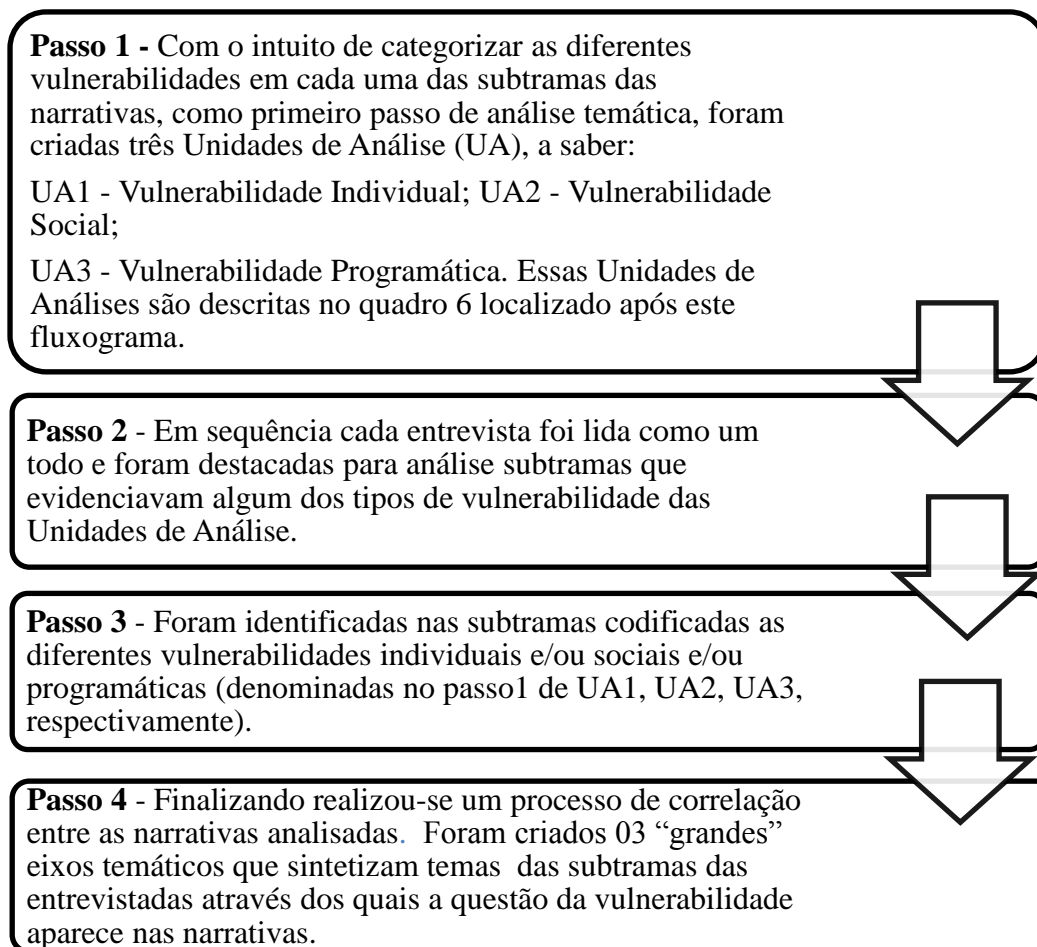 Passo 1 - Com o intuito de categorizar as diferentes
vulnerabilidades em cada uma das subtramas das
narrativas, como primeiro passo de análise temática, foram
criadas três Unidades de Análise (UA), a saber:
UA1 - Vulnerabilidade Individual; UA2 - Vulnerabilidade
Social;
UA3 - Vulnerabilidade Programática. Essas Unidades de
Análises são descritas no quadro 6 localizado após este
fluxograma.
Passo 2 - Em sequência cada entrevista foi lida como um
todo e foram destacadas para análise subtramas que
evidenciavam algum dos tipos de vulnerabilidade das
Unidades de Análise.
Passo 3 - Foram identificadas nas subtramas codificadas as
diferentes vulnerabilidades individuais e/ou sociais e/ou
programáticas (denominadas no passo1 de UA1, UA2, UA3,
respectivamente).
Passo 4 - Finalizando realizou-se um processo de correlação
entre as narrativas analisadas. Foram criados 03 “grandes”
eixos temáticos que sintetizam temas das subtramas das
entrevistadas através dos quais a questão da vulnerabilidade
aparece nas narrativas.